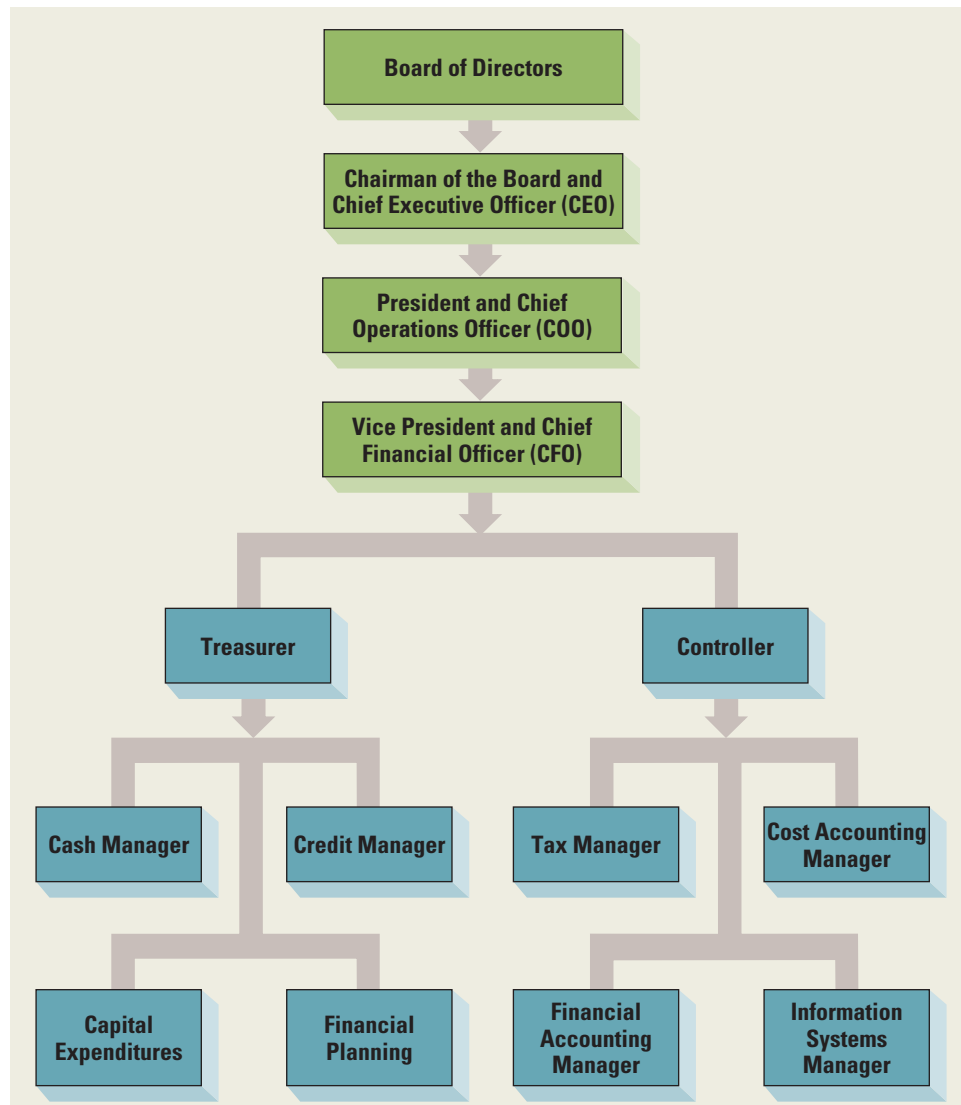 Board of Directors
Chairman of the Board and
Chief Executive Officer (CEO)
President and Chief
Operations Officer (COO)
Vice President and Chief
Financial Officer (CFO)
Treasurer
Controller
Cash Manager
Credit Manager
Tax Manager
Cost Accounting
Manager
Capital
Expenditures
Financial
Planning
Financial
Accounting
Manager
Information
Systems
Manager